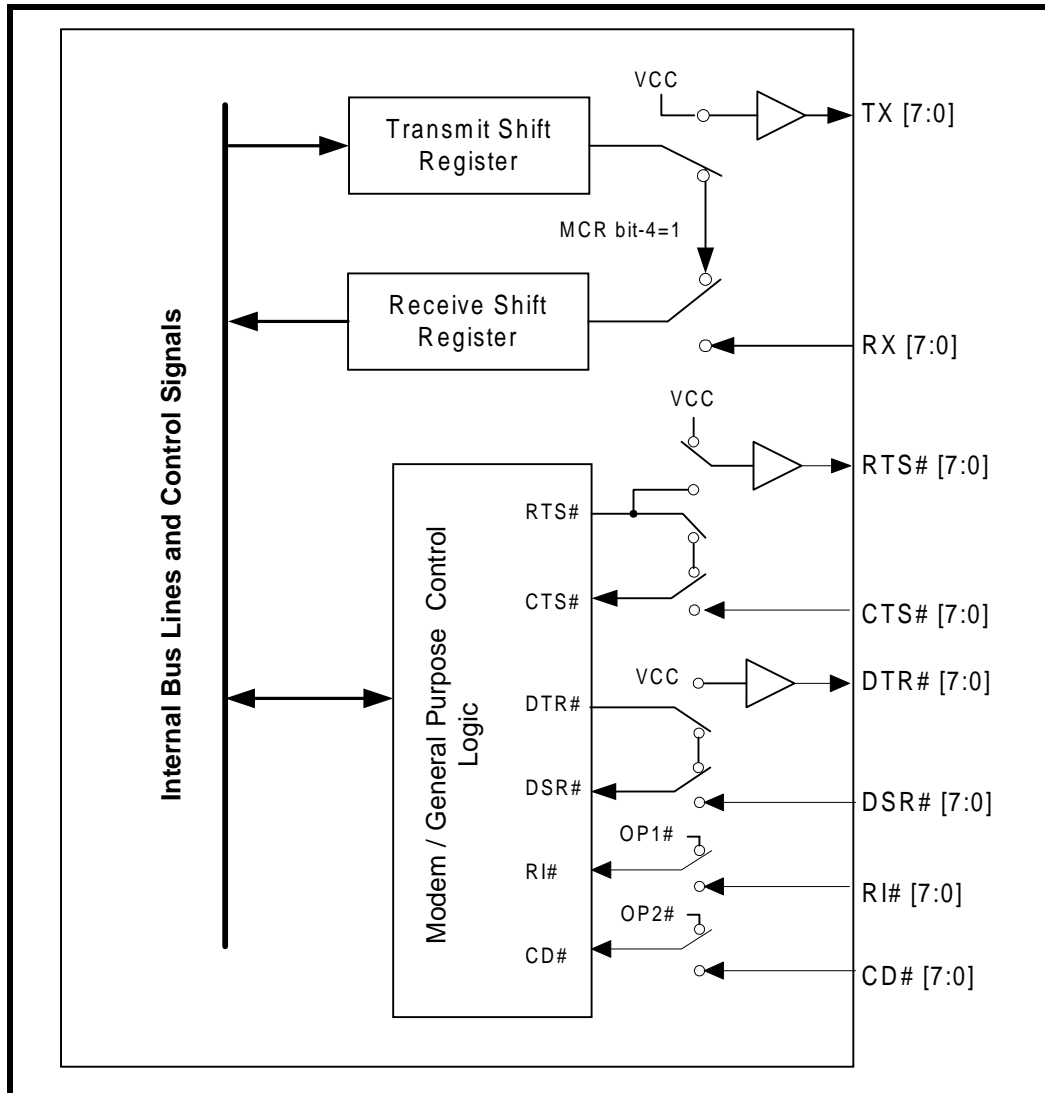 VCC
TX [7:0]
Transmit Shift
Register
MCR bit-4=1
Receive Shift
Register
RX [7:0]
Internal Bus Lines and Control Signals
VCC
RTS# [7:0]
Modem / General Purpose Control
Logic
RTS#
CTS#
CTS# [7:0]
VCC
DTR# [7:0]
DTR#
DSR#
DSR# [7:0]
OP1#
RI#
RI# [7:0]
OP2#
CD#
CD# [7:0]